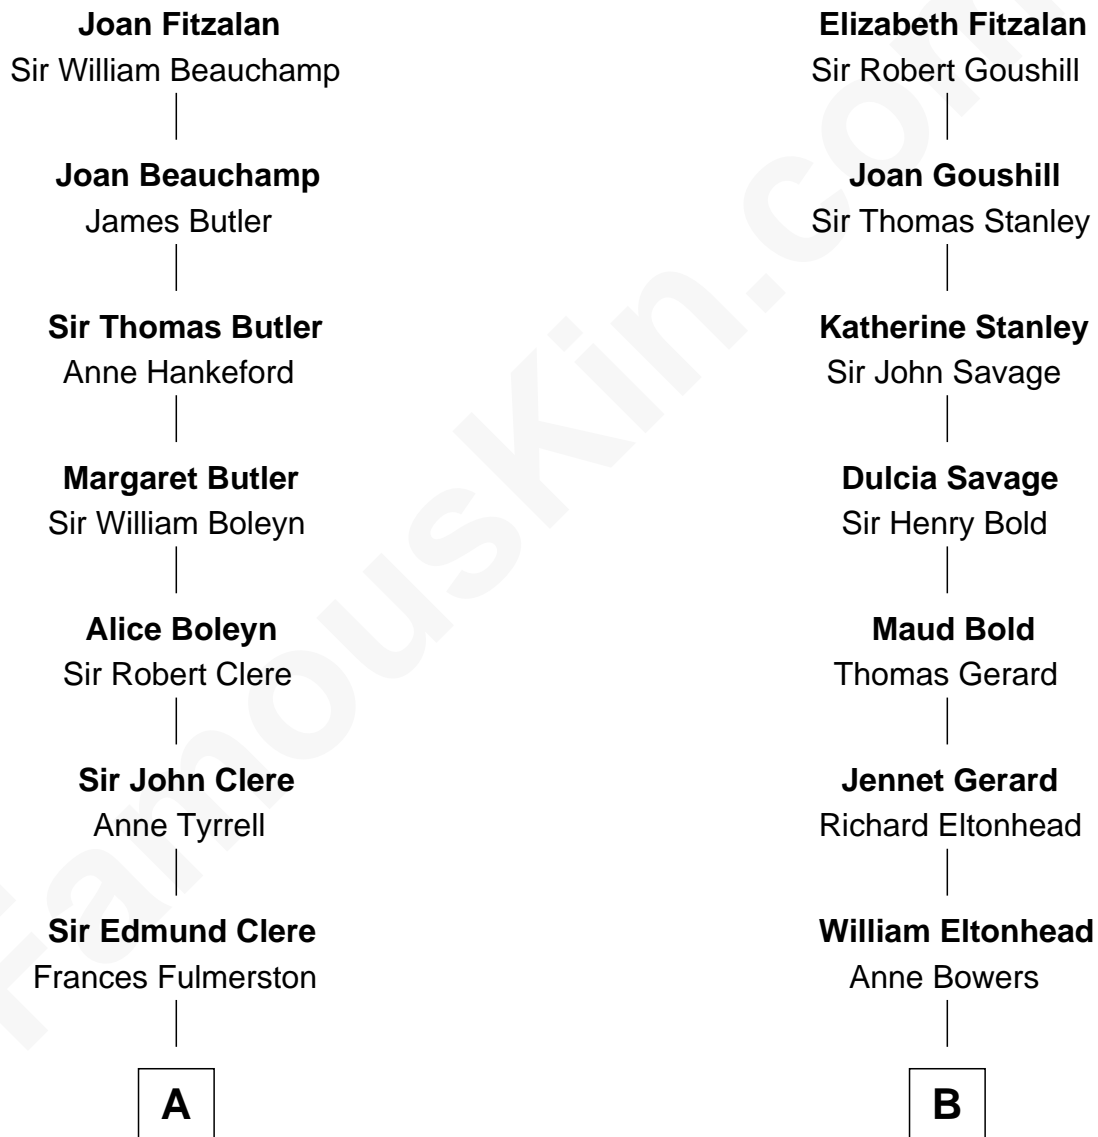 Joan Fitzalan
Sir William Beauchamp
Joan Beauchamp
James Butler
Sir Thomas Butler
Anne Hankeford
Margaret Butler
Sir William Boleyn
Alice Boleyn
Sir Robert Clere
Sir John Clere
Anne Tyrrell
Sir Edmund Clere
Frances Fulmerston
A
Elizabeth Fitzalan
Sir Robert Goushill
Joan Goushill
Sir Thomas Stanley
Katherine Stanley
Sir John Savage
Dulcia Savage
Sir Henry Bold
Maud Bold
Thomas Gerard
Jennet Gerard
Richard Eltonhead
William Eltonhead
Anne Bowers
B
FamousKin.com